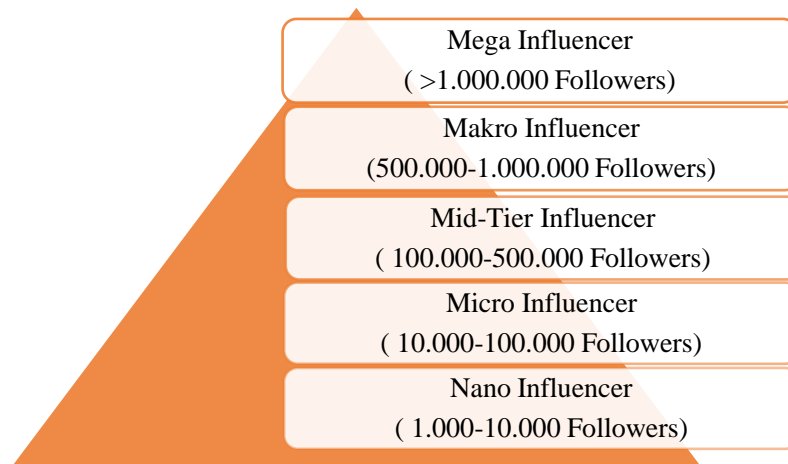 Mega Influencer
( >1.000.000 Followers)
Makro Influencer
(500.000-1.000.000 Followers)
Mid-Tier Influencer
( 100.000-500.000 Followers)
Micro Influencer
( 10.000-100.000 Followers)
Nano Influencer
( 1.000-10.000 Followers)